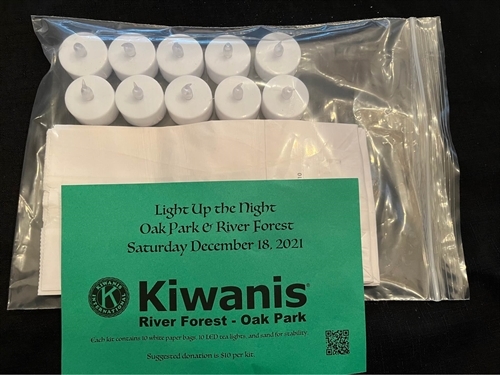 Light Up the Night
Oak Park & River Forest
Saturday December 18, 2021
KIWANIS
K
INTERNATIONAL
Kiwanis®
River Forest - Oak Park
Each kit contains 10 white paper bags, 10 LED tea lights, and sand for stability.
Suggested donation is $10 per kit.